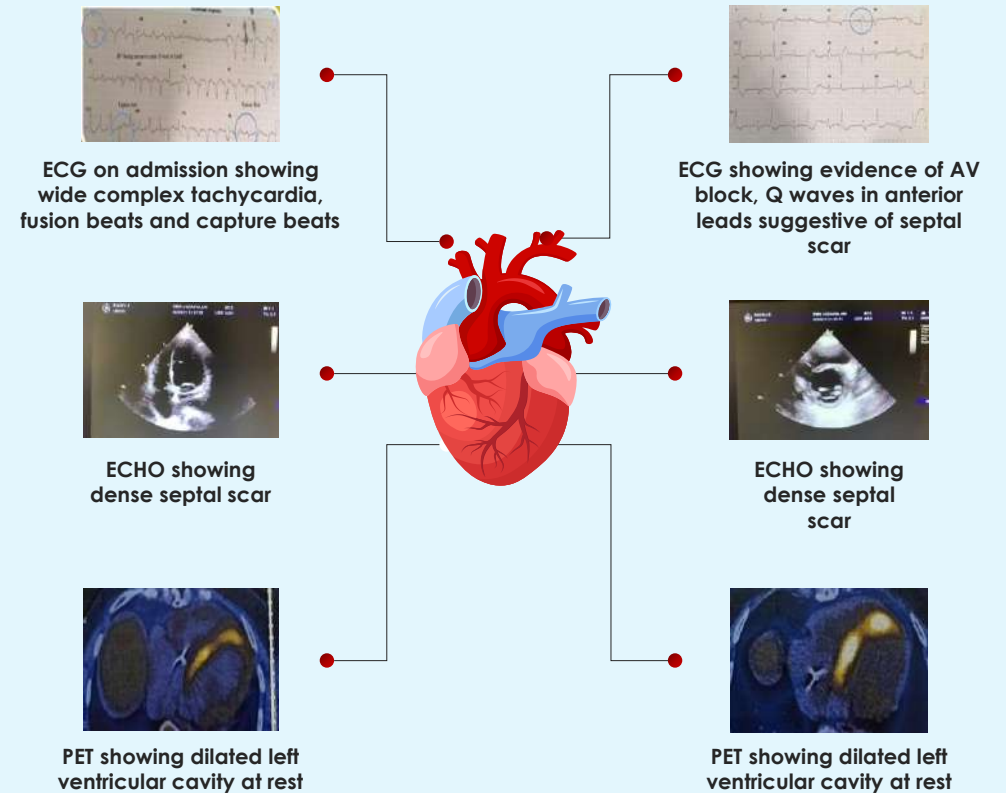 ECG on admission showing
wide complex tachycardia,
fusion beats and capture beats
ECG showing evidence of AV
block, Q waves in anterior
leads suggestive of septal
scar
ECHO showing
dense septal scar
ECHO showing
dense septal
scar
PET showing dilated left
ventricular cavity at rest
PET showing dilated left
ventricular cavity at rest